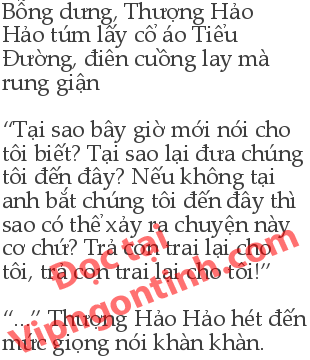 Bỗng dưng, Thượng Hảo
Hảo túm lấy cổ áo Tiểu
Đường, điên cuồng lay mà
rung giận
“Tại sao bây giờ mới nói cho
tôi biết? Tại sao lại đưa chúng
tôi đến đây? Nếu không tại
anh bắt chúng tôi đến đây thì
sao có thể xảy ra chuyện này
cơ chứ? Trả con trai lại cho
tôi, trả con trai lại cho tôi!”
“...” Thượng Hảo Hảo hét đến
mức giọng nói khàn khàn.
Đọc tại
Vipngontinh.com